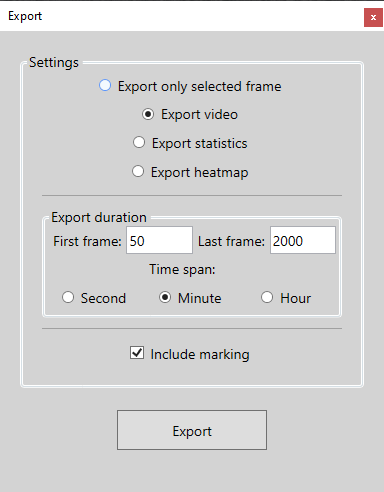 Export
x
Settings
Export only selected frame
Export video
Export statistics
Export heatmap
Export duration
First frame: 50 Last frame: 2000
Time span:
Second Minute Hour
Include marking
Export